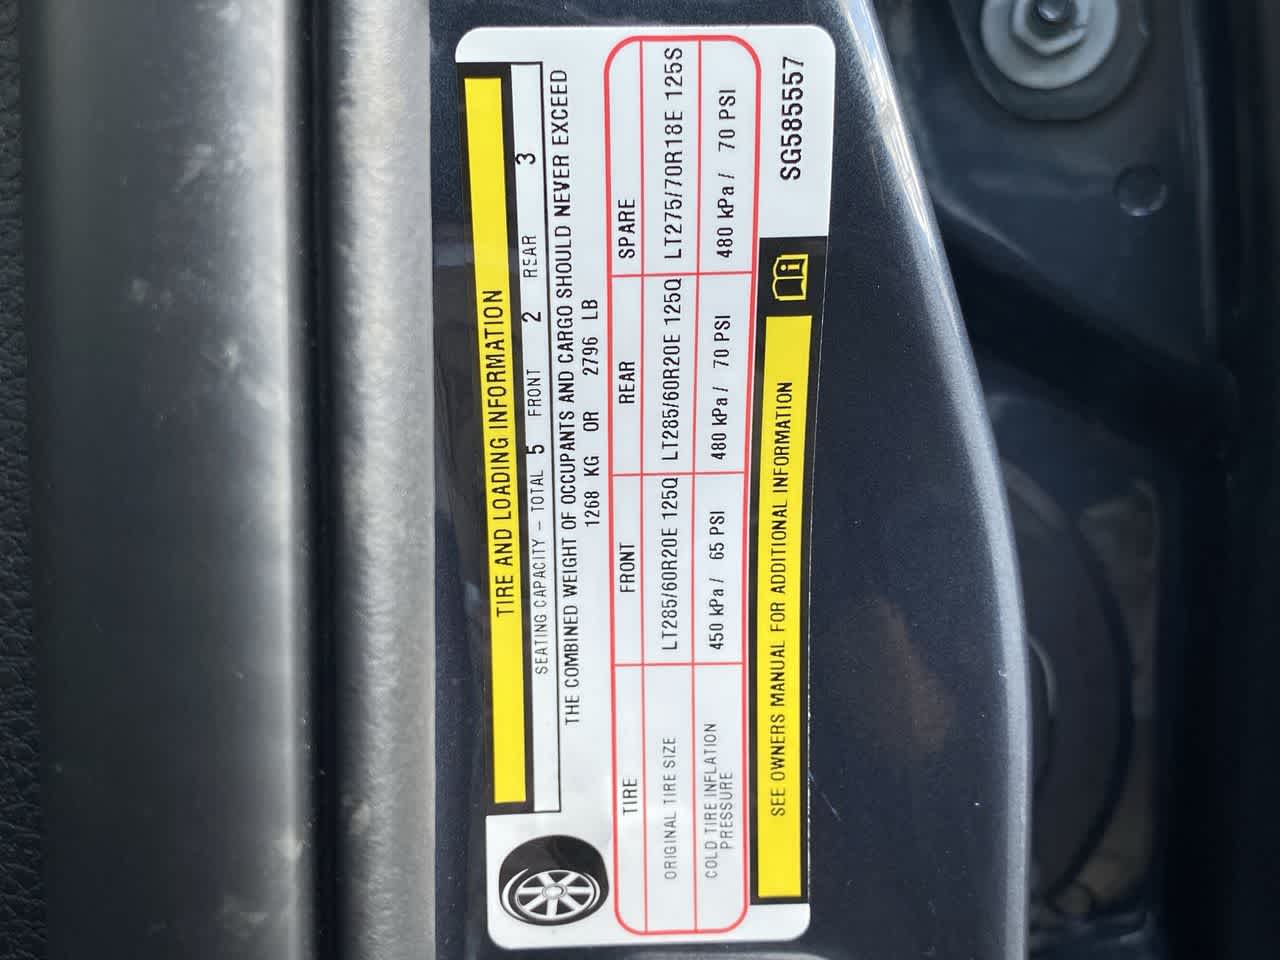 TIRE AND LOADING INFORMATION
SEATING CAPACITY - TOTAL 5 FRONT 2 REAR 3
THE COMBINED WEIGHT OF OCCUPANTS AND CARGO SHOULD NEVER EXCEED
1268 KG OR 2796 LB
TIRE FRONT REAR SPARE
ORIGINAL TIRE SIZE LT285/60R20E 125Q LT285/60R20E 125Q LT275/70R18E 125S
COLD TIRE INFLATION
PRESSURE 450 kPa / 65 PSI 480 kPa / 70 PSI 480 kPa / 70 PSI
SEE OWNERS MANUAL FOR ADDITIONAL INFORMATION
SG585557